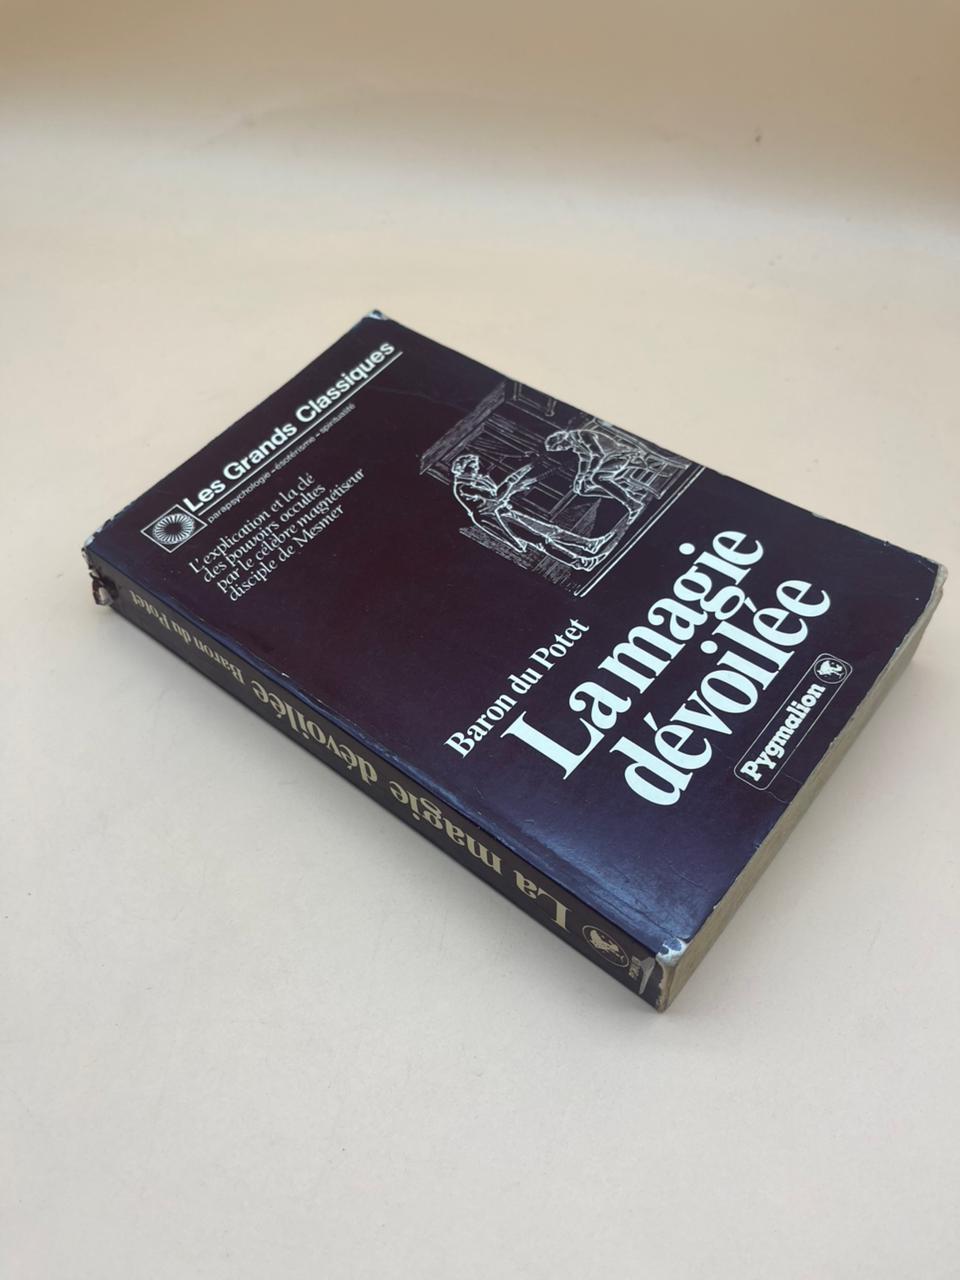 Les Grands Classiques
parapsychologie - ésotérisme - spiritualité
L'explication et la clé
des pouvoirs occultes
par le célèbre magnétiseur
disciple de Mesmer
Baron du Potet
La magie
dévoilée
Pygmalion
La magie dévoilée Baron du Potet